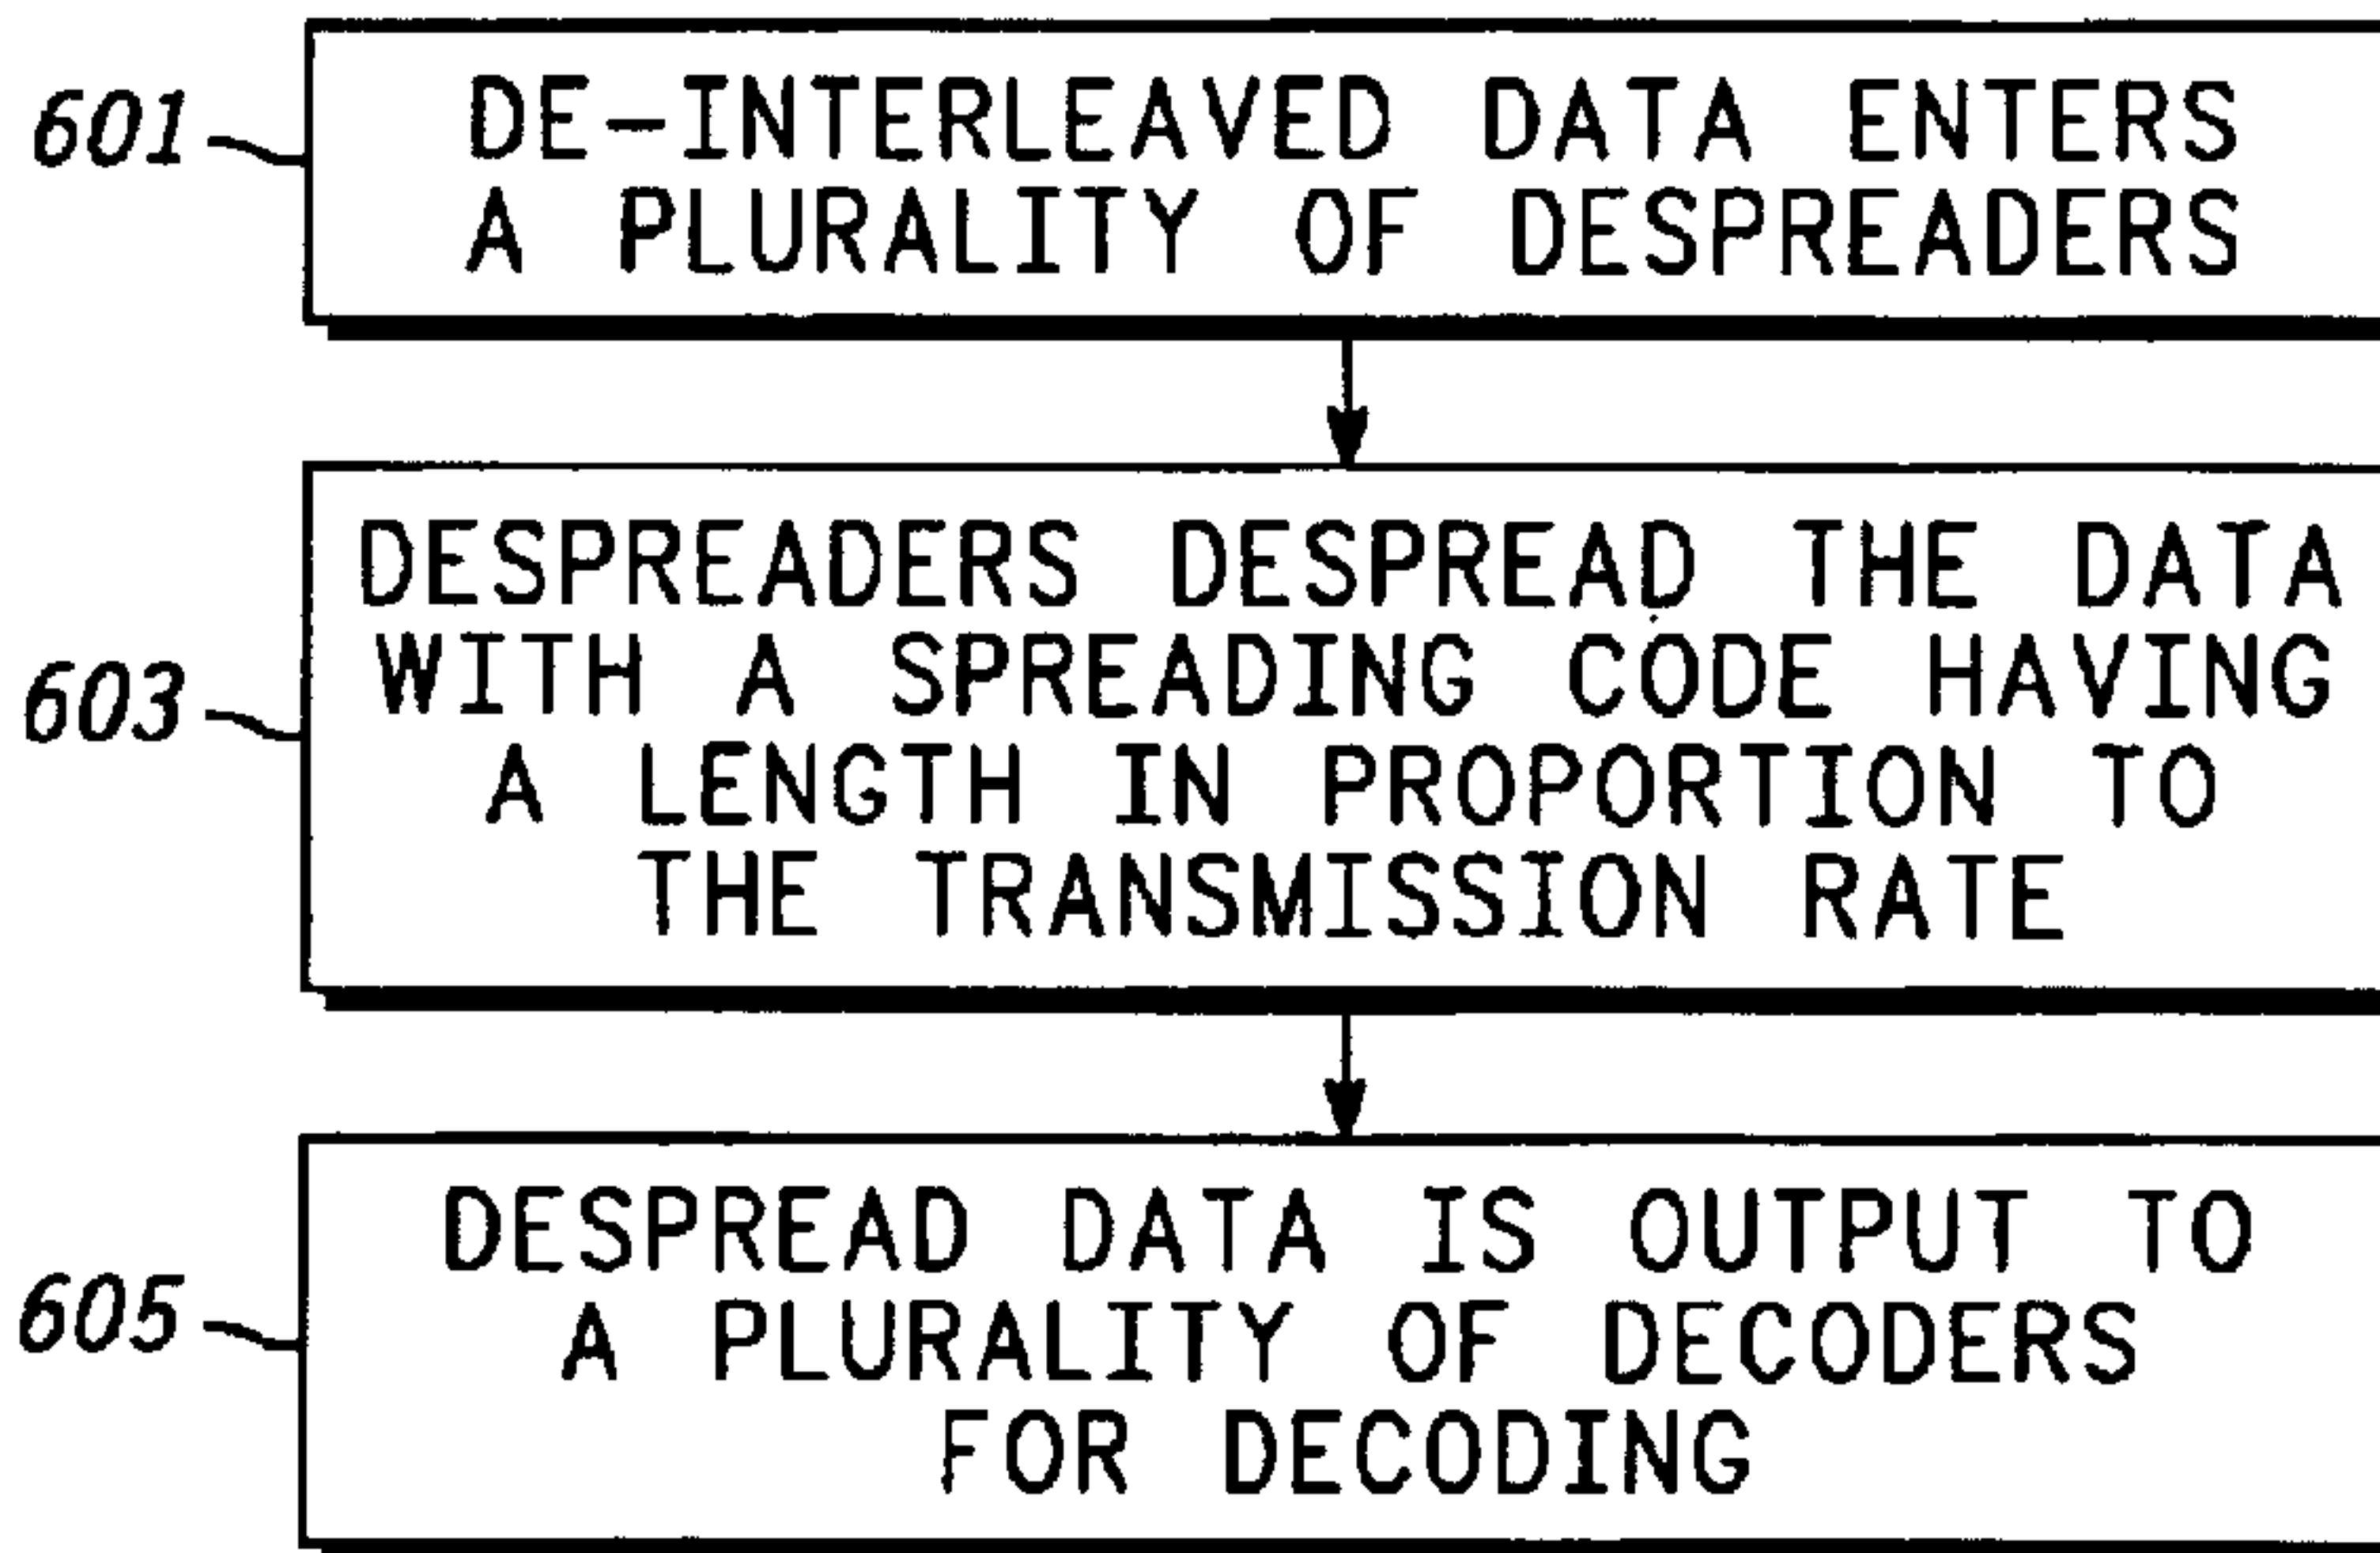 601
DE-INTERLEAVED DATA ENTERS
A PLURALITY OF DESPREADERS
603
DESPREADERS DESPREAD THE DATA
WITH A SPREADING CODE HAVING
A LENGTH IN PROPORTION TO
THE TRANSMISSION RATE
605
DESPREAD DATA IS OUTPUT TO
A PLURALITY OF DECODERS
FOR DECODING